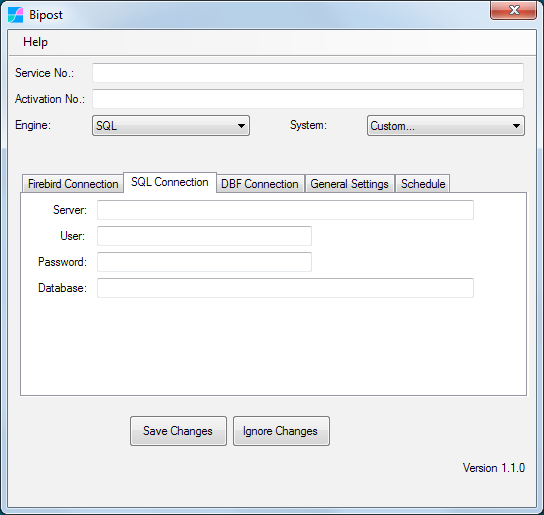 Bipost
Help
Service No.:
Activation No.:
Engine: SQL System: Custom...
Firebird Connection SQL Connection DBF Connection General Settings Schedule
Server:
User:
Password:
Database:
Save Changes Ignore Changes
Version 1.1.0